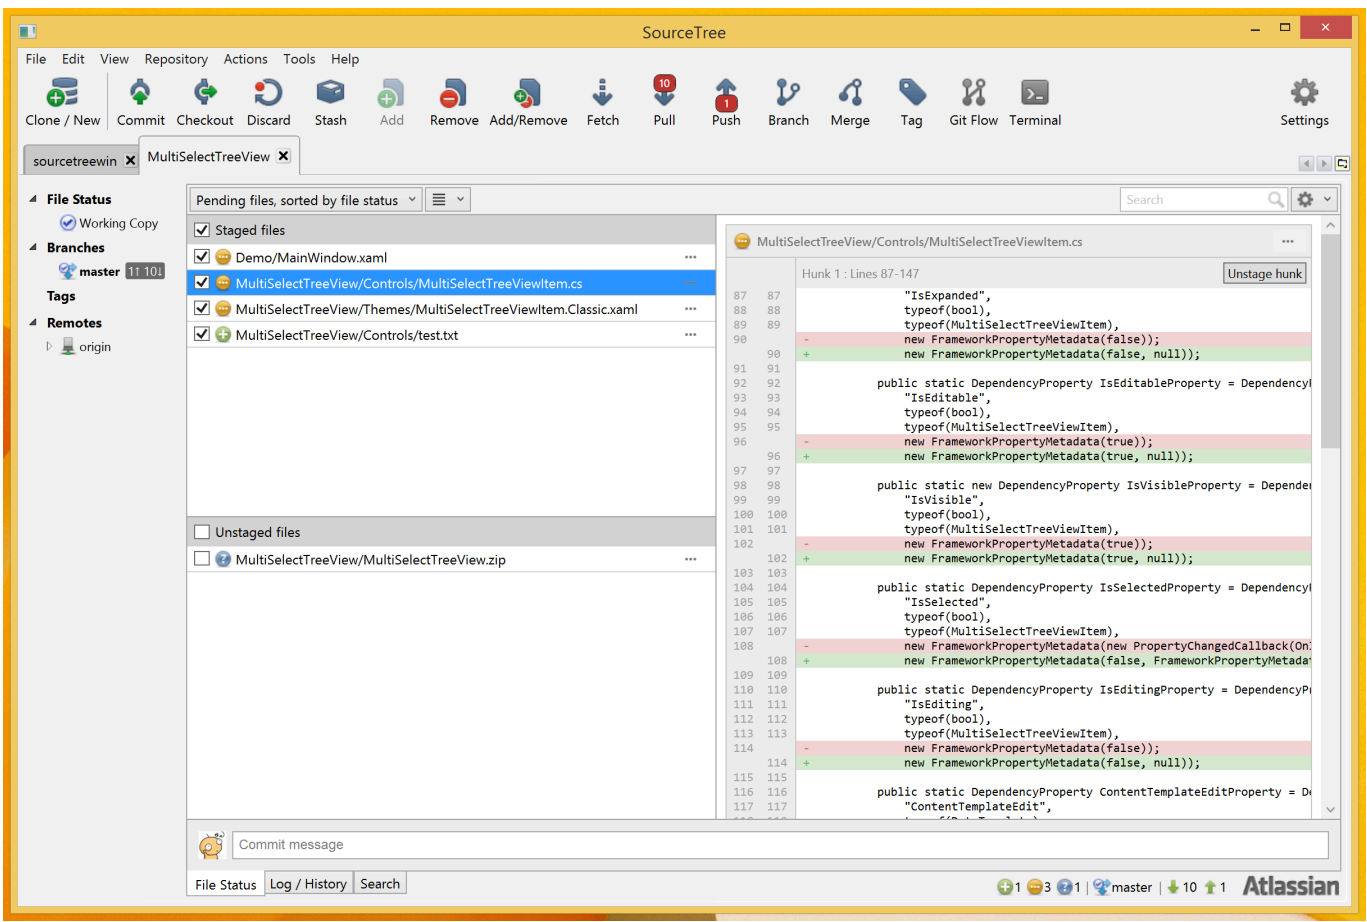 SourceTree
File Edit View Repository Actions Tools Help
10
1
Clone / New Commit Checkout Discard Stash Add Remove Add/Remove Fetch Pull Push Branch Merge Tag Git Flow Terminal Settings
sourcetreewin MultiSelectTreeView
File Status
Working Copy
Branches
master 1↑ 10↓
Tags
Remotes
origin
Pending files, sorted by file status
Search
Staged files
Demo/MainWindow.xaml
MultiSelectTreeView/Controls/MultiSelectTreeViewItem.cs
MultiSelectTreeView/Themes/MultiSelectTreeViewItem.Classic.xaml
MultiSelectTreeView/Controls/test.txt
Unstaged files
MultiSelectTreeView/MultiSelectTreeView.zip
MultiSelectTreeView/Controls/MultiSelectTreeViewItem.cs
Hunk 1 : Lines 87-147
Unstage hunk
87 87 "IsExpanded",
88 88 typeof(bool),
89 89 typeof(MultiSelectTreeViewItem),
90 - new FrameworkPropertyMetadata(false));
90 + new FrameworkPropertyMetadata(false, null));
91 91
92 92 public static DependencyProperty IsEditableProperty = Dependency
93 93 "IsEditable",
94 94 typeof(bool),
95 95 typeof(MultiSelectTreeViewItem),
96 - new FrameworkPropertyMetadata(true));
96 + new FrameworkPropertyMetadata(true, null));
97 97
98 98 public static new DependencyProperty IsVisibleProperty = Depende
99 99 "IsVisible",
100 100 typeof(bool),
101 101 typeof(MultiSelectTreeViewItem),
102 - new FrameworkPropertyMetadata(true));
102 + new FrameworkPropertyMetadata(true, null));
103 103
104 104 public static DependencyProperty IsSelectedProperty = Dependency
105 105 "IsSelected",
106 106 typeof(bool),
107 107 typeof(MultiSelectTreeViewItem),
108 - new FrameworkPropertyMetadata(new PropertyChangedCallback(On
108 + new FrameworkPropertyMetadata(false, FrameworkPropertyMetada
109 109
110 110 public static DependencyProperty IsEditingProperty = DependencyP
111 111 "IsEditing",
112 112 typeof(bool),
113 113 typeof(MultiSelectTreeViewItem),
114 - new FrameworkPropertyMetadata(false));
114 + new FrameworkPropertyMetadata(false, null));
115 115
116 116 public static DependencyProperty ContentTemplateEditProperty = D
117 117 "ContentTemplateEdit",
Commit message
File Status Log / History Search
1 3 1 | master | 10 1 Atlassian